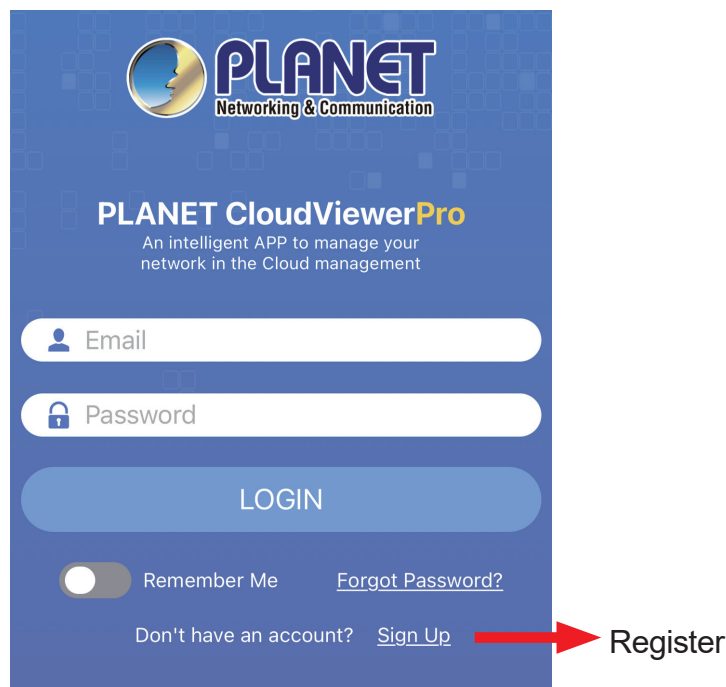 PLANET
Networking & Communication
PLANET CloudViewerPro
An intelligent APP to manage your
network in the Cloud management
Email
Password
LOGIN
Remember Me Forgot Password?
Don't have an account? Sign Up Register